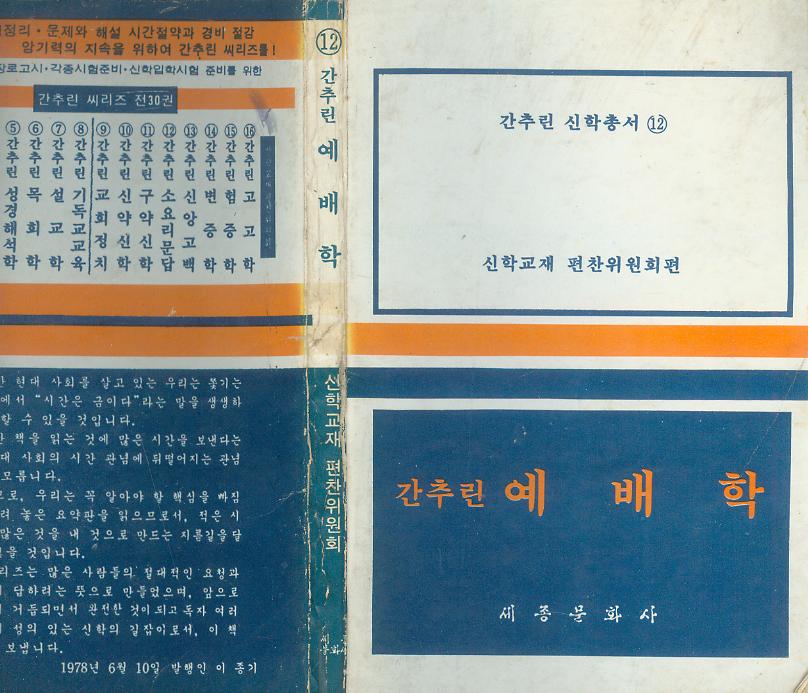 정리·문제와 해설 시간절약과 경비 절감
암기력의 지속을 위하여 간추린 씨리즈를!
장로고시·각종시험준비·신학입학시험 준비를 위한
간추린 씨리즈 전30권
⑤ 간추린 성경해석학
⑥ 간추린 목회학
⑦ 간추린 설교학
⑧ 간추린 기독교교육
⑨ 간추린 교회정치
⑩ 간추린 신약신학
⑪ 간추린 구약신학
⑫ 간추린 소요리문답
⑬ 간추린 신앙고백
⑭ 간추린 변증학
⑮ 간추린 험증학
⑯ 간추린 고고학
현대 사회를 살고 있는 우리는 쫓기는
에서 “시간은 금이다”라는 말을 생생하
할 수 있을 것입니다.
책을 읽는 것에 많은 시간을 보낸다는
대 사회의 시간 관념에 뒤떨어지는 관념
모릅니다.
로, 우리는 꼭 알아야 할 핵심을 빠짐
려 놓은 요약판을 읽으므로서, 적은 시
많은 것을 내 것으로 만드는 지름길을 달
을 것입니다.
리즈는 많은 사람들의 절대적인 요청과
답하려는 뜻으로 만들었으며, 앞으로
거듭되면서 완전한 것이 되고 독자 여러
성의 있는 신학의 길잡이로서, 이 책
보냅니다.
1978년 6월 10일 발행인 이 종기
⑫ 간추린 예배학
신학교재 편찬위원회
간추린 신학총서 ⑫
신학교재 편찬위원회편
간추린 예 배 학
세 종 문 화 사